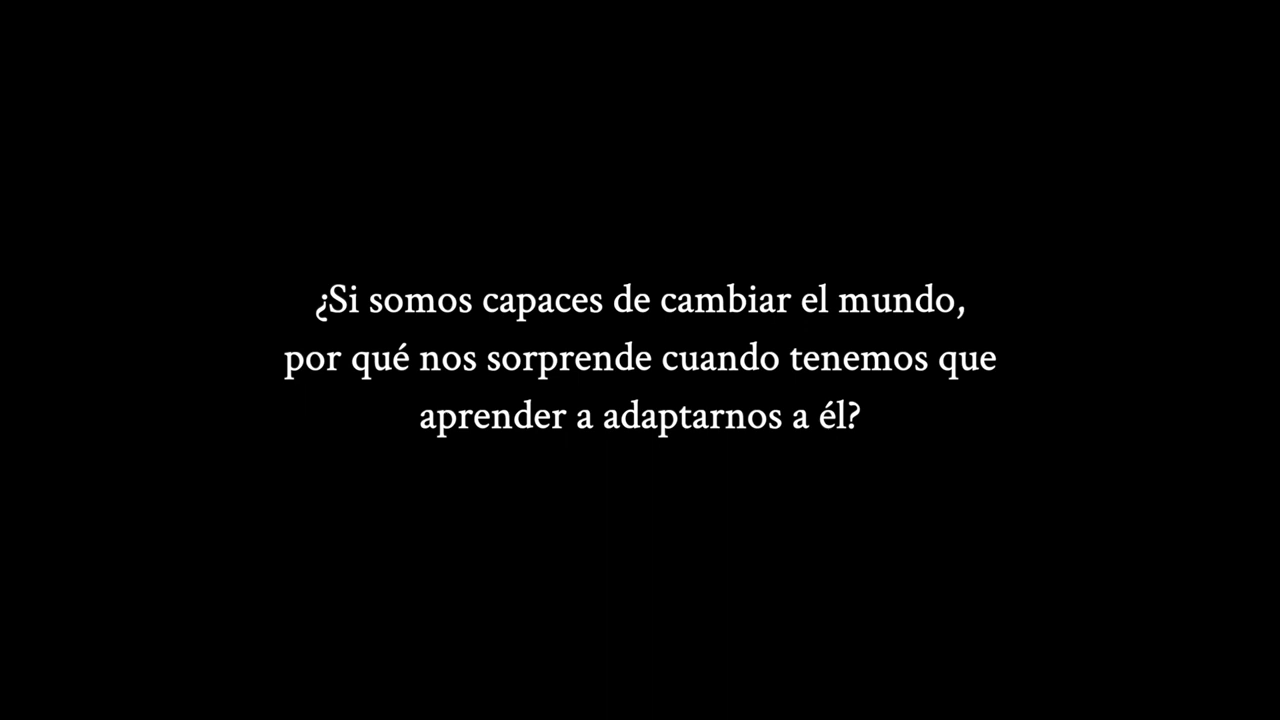 ¿Si somos capaces de cambiar el mundo,
por qué nos sorprende cuando tenemos que
aprender a adaptarnos a él?